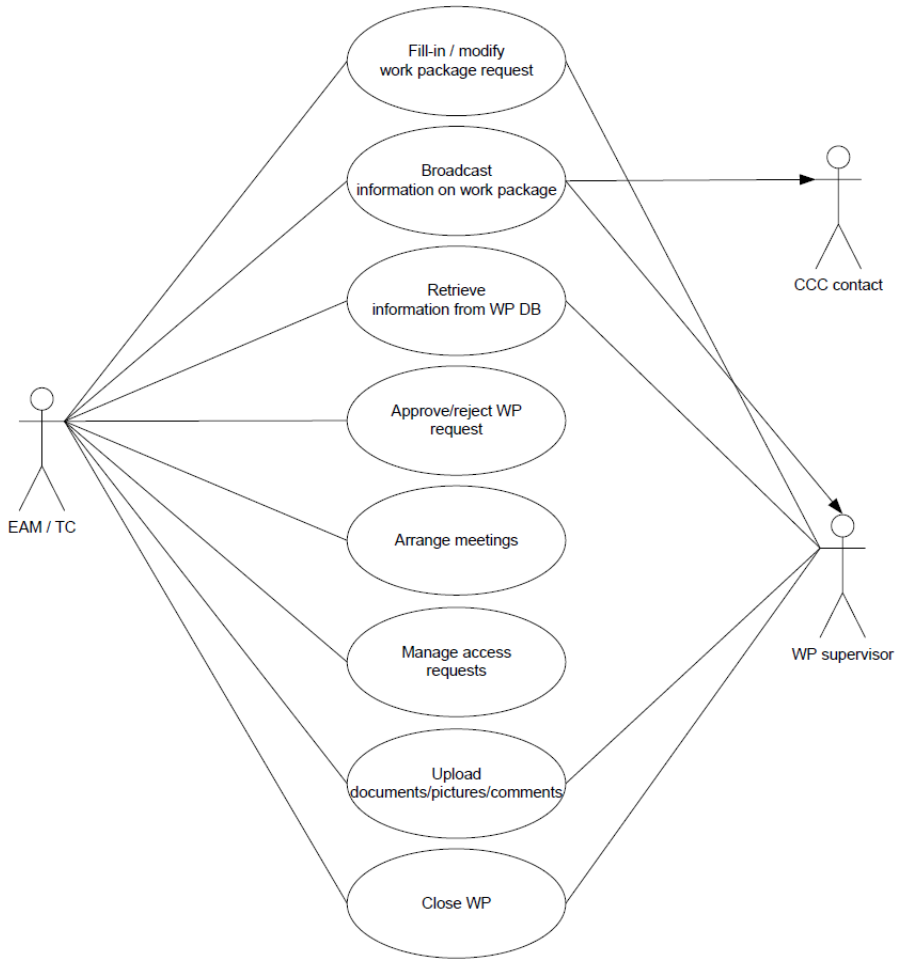 Fill-in / modify
work package request
Broadcast
information on work package
CCC contact
Retrieve
information from WP DB
Approve/reject WP
request
EAM / TC
Arrange meetings
Manage access
requests
WP supervisor
Upload
documents/pictures/comments
Close WP